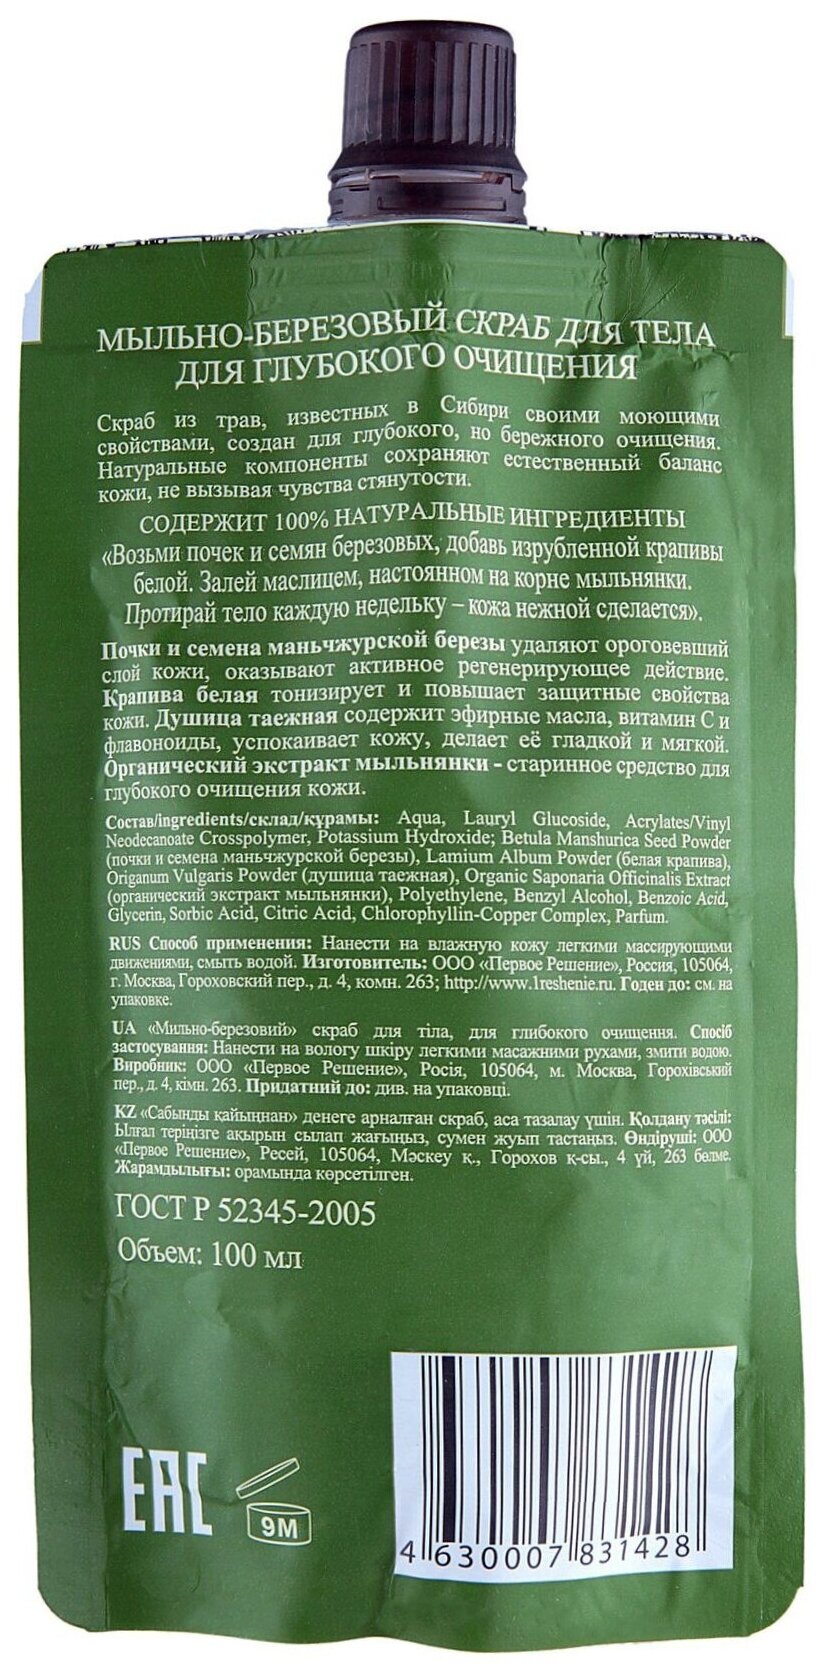 МЫЛЬНО-БЕРЕЗОВЫЙ СКРАБ ДЛЯ ТЕЛА
ДЛЯ ГЛУБОКОГО ОЧИЩЕНИЯ
Скраб из трав, известных в Сибири своими моющими
свойствами, создан для глубокого, но бережного очищения.
Натуральные компоненты сохраняют естественный баланс
кожи, не вызывая чувства стянутости.
СОДЕРЖИТ 100% НАТУРАЛЬНЫЕ ИНГРЕДИЕНТЫ
«Возьми почек и семян березовых, добавь изрубленной крапивы
белой. Залей маслицем, настоянном на корне мыльнянки.
Протирай тело каждую недельку – кожа нежной сделается».
Почки и семена маньчжурской березы удаляют ороговевший
слой кожи, оказывают активное регенерирующее действие.
Крапива белая тонизирует и повышает защитные свойства
кожи. Душица таежная содержит эфирные масла, витамин С и
флавоноиды, успокаивает кожу, делает её гладкой и мягкой.
Органический экстракт мыльнянки - старинное средство для
глубокого очищения кожи.
Состав/ingredients/склад/құрамы: Aqua, Lauryl Glucoside, Acrylates/Vinyl
Neodecanoate Crosspolymer, Potassium Hydroxide; Betula Manshurica Seed Powder
(почки и семена маньчжурской березы), Lamium Album Powder (белая крапива),
Origanum Vulgaris Powder (душица таежная), Organic Saponaria Officinalis Extract
(органический экстракт мыльнянки), Polyethylene, Benzyl Alcohol, Benzoic Acid,
Glycerin, Sorbic Acid, Citric Acid, Chlorophyllin-Copper Complex, Parfum.
RUS Способ применения: Нанести на влажную кожу легкими массирующими
движениями, смыть водой. Изготовитель: ООО «Первое Решение», Россия, 105064,
г. Москва, Гороховский пер., д. 4, комн. 263; http://www.1reshenie.ru. Годен до: см. на
упаковке.
UA «Мильно-березовий» скраб для тіла, для глибокого очищення. Спосіб
застосування: Нанести на вологу шкіру легкими масажними рухами, змити водою.
Виробник: ООО «Первое Решение», Росія, 105064, м. Москва, Горохівський
пер., д. 4, кімн. 263. Придатний до: див. на упаковці.
KZ «Сабынды қайыңнан» денеге арналған скраб, аса тазалау үшін. Қолдану тәсілі:
Ылғал теріңізге ақырын сылап жағыңыз, сумен жуып тастаңыз. Өндіруші: ООО
«Первое Решение», Ресей, 105064, Мәскеу қ., Горохов қ-сы., 4 үй, 263 бөлме.
Жарамдылығы: орамында көрсетілген.
ГОСТ Р 52345-2005
Объем: 100 мл
EAC
9M
4 630007 831428